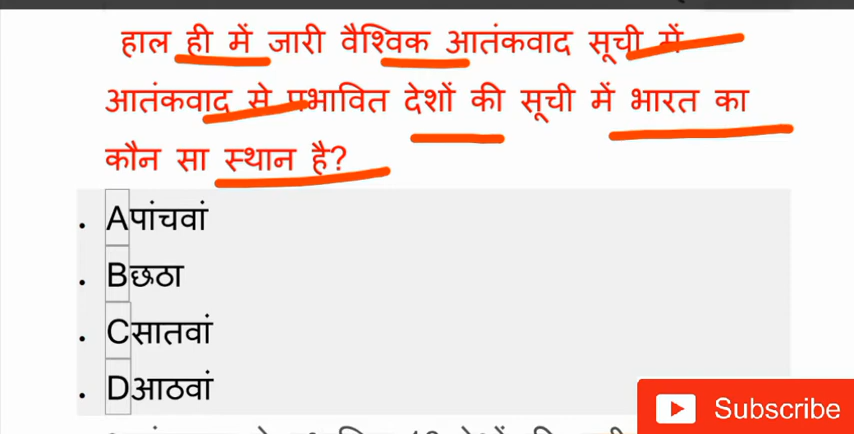 हाल ही में जारी वैश्विक आतंकवाद सूची में
आतंकवाद से प्रभावित देशों की सूची में भारत का
कौन सा स्थान है?
. Aपांचवां
. Bछठा
. Cसातवां
. Dआठवां
Subscribe